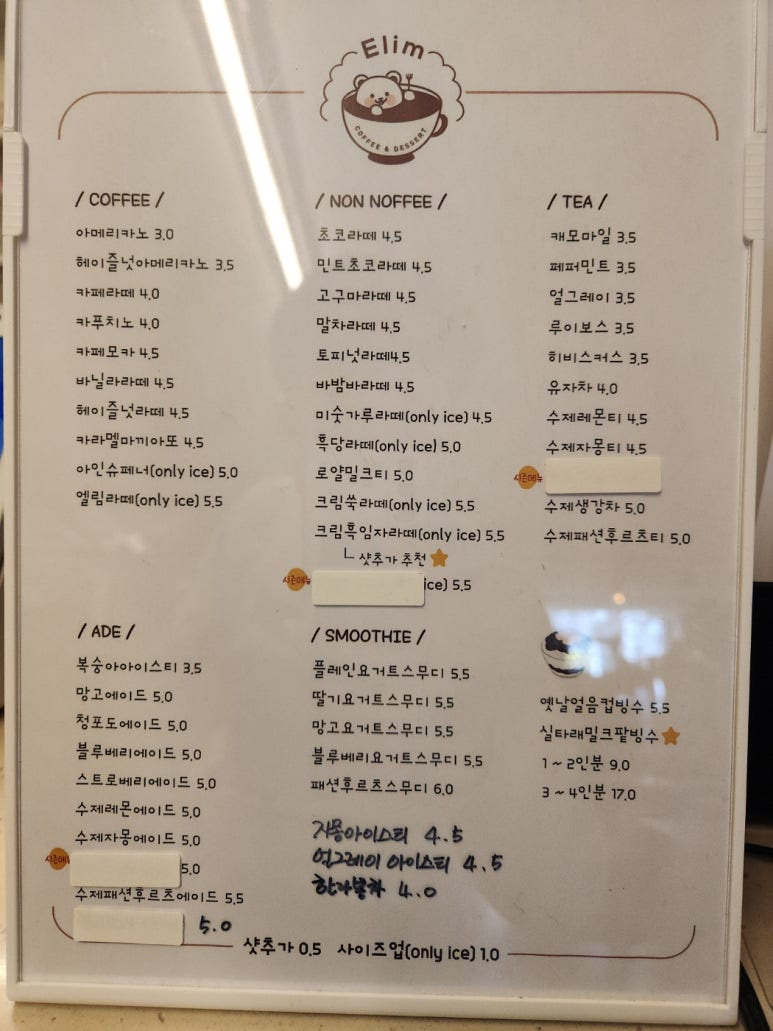 Elim
COFFEE & DESSERT
/ COFFEE /
아메리카노 3.0
헤이즐넛아메리카노 3.5
카페라떼 4.0
카푸치노 4.0
카페모카 4.5
바닐라라떼 4.5
헤이즐넛라떼 4.5
카라멜마끼아또 4.5
아인슈페너(only ice) 5.0
엘림라떼(only ice) 5.5
/ NON NOFFEE /
초코라떼 4.5
민트초코라떼 4.5
고구마라떼 4.5
말차라떼 4.5
토피넛라떼4.5
바밤바라떼 4.5
미숫가루라떼(only ice) 4.5
흑당라떼(only ice) 5.0
로얄밀크티 5.0
크림쑥라떼(only ice) 5.5
크림흑임자라떼(only ice) 5.5
샷추가 추천
시즌메뉴
ice) 5.5
/ TEA /
캐모마일 3.5
페퍼민트 3.5
얼그레이 3.5
루이보스 3.5
히비스커스 3.5
유자차 4.0
수제레몬티 4.5
수제자몽티 4.5
시즌메뉴
수제생강차 5.0
수제패션후르츠티 5.0
/ ADE /
복숭아아이스티 3.5
망고에이드 5.0
청포도에이드 5.0
블루베리에이드 5.0
스트로베리에이드 5.0
수제레몬에이드 5.0
수제자몽에이드 5.0
시즌메뉴
5.0
수제패션후르츠에이드 5.5
5.0
/ SMOOTHIE /
플레인요거트스무디 5.5
딸기요거트스무디 5.5
망고요거트스무디 5.5
블루베리요거트스무디 5.5
패션후르츠스무디 6.0
자몽아이스티 4.5
얼그레이 아이스티 4.5
한라봉차 4.0
옛날얼음컵빙수 5.5
실타래밀크팥빙수
1 ~ 2인분 9.0
3 ~ 4인분 17.0
샷추가 0.5 사이즈업(only ice) 1.0